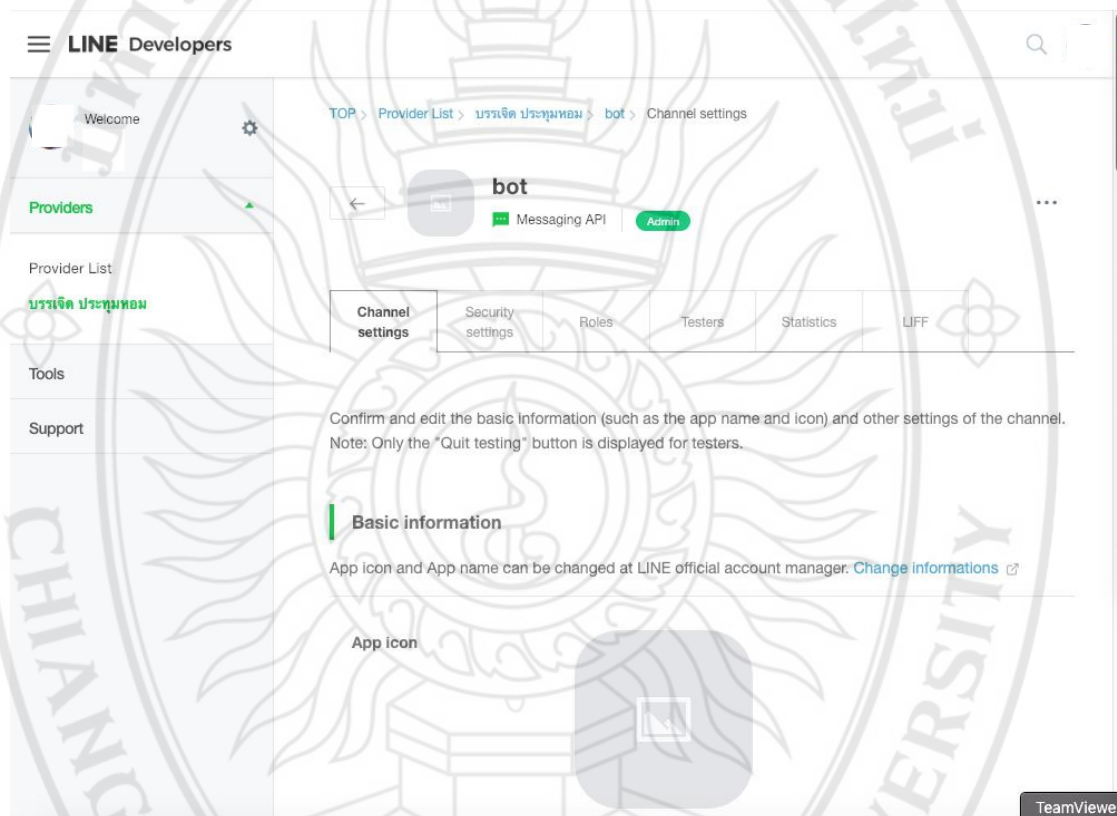 LINE Developers
Welcome
Providers
Provider List
บรรเจิด ประทุมหอม
Tools
Support
TOP > Provider List > บรรเจิด ประทุมหอม > bot > Channel settings
bot
Messaging API
Admin
Channel settings
Security settings
Roles
Testers
Statistics
LIFF
Confirm and edit the basic information (such as the app name and icon) and other settings of the channel.
Note: Only the "Quit testing" button is displayed for testers.
Basic information
App icon and App name can be changed at LINE official account manager. Change informations
App icon
TeamViewe
CHIANG
VERSITY